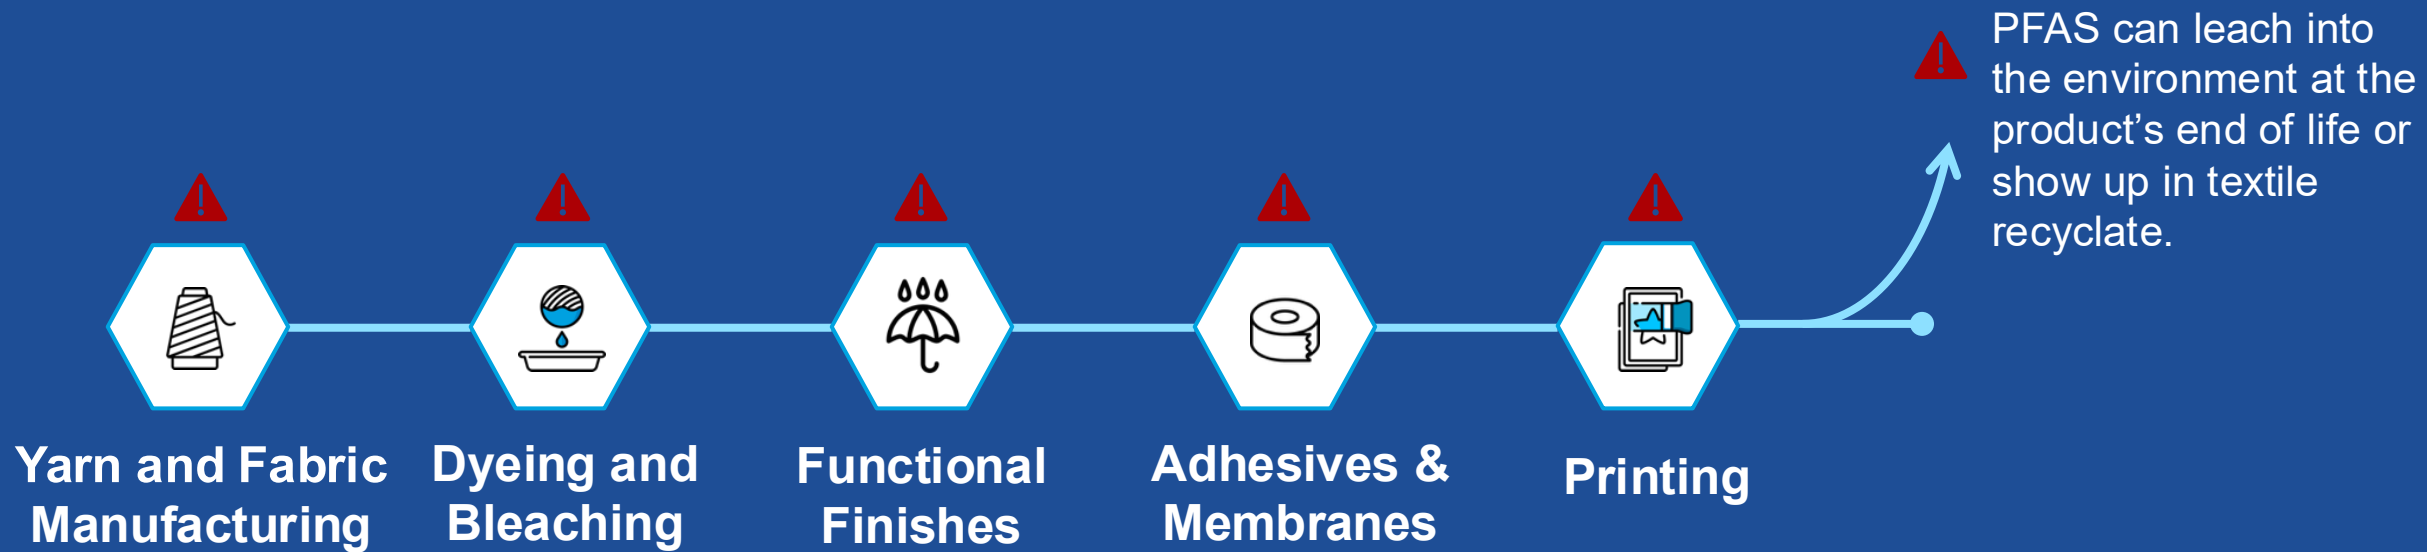 PFAS can leach into
the environment at the
product’s end of life or
show up in textile
recyclate.
Yarn and Fabric
Manufacturing
Dyeing and
Bleaching
Functional
Finishes
Adhesives &
Membranes
Printing